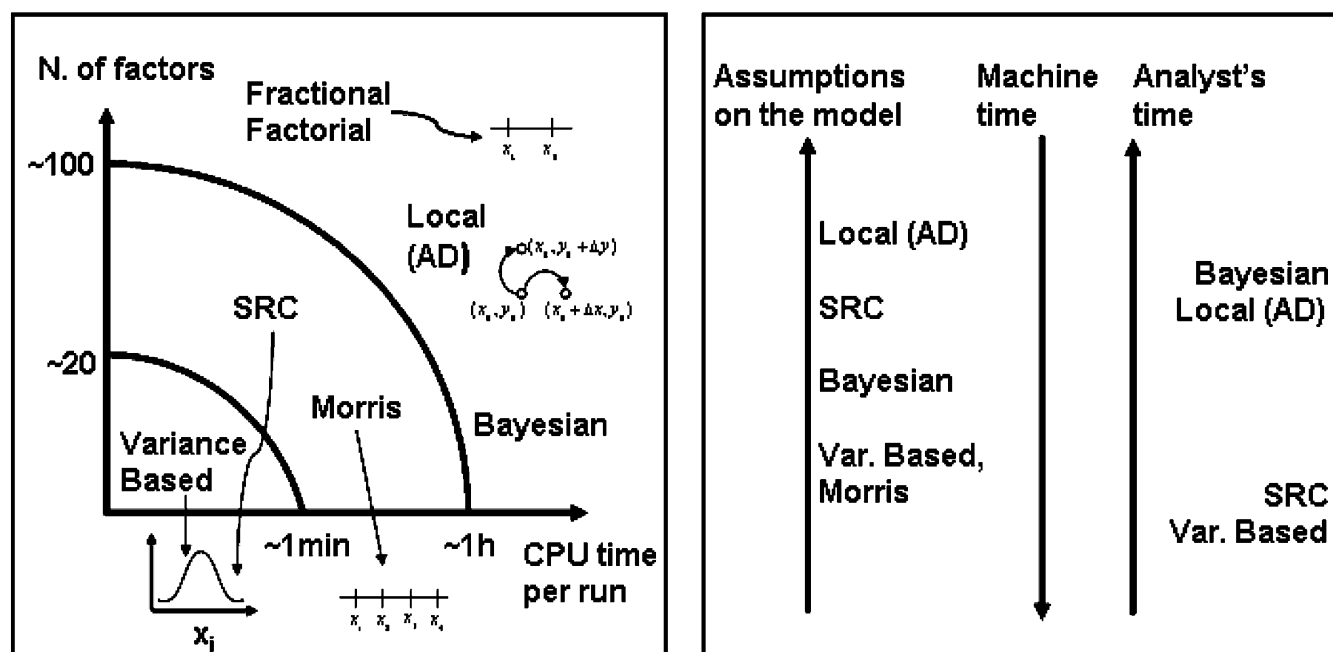 N. of factors
Fractional
Factorial
~100
Local
(AD)
SRC
~20
Morris
Bayesian
Variance
Based
~1min
~1h
CPU time
per run
x_i
Assumptions
on the model
Machine
time
Analyst's
time
Local (AD)
SRC
Bayesian
Var. Based,
Morris
Bayesian
Local (AD)
SRC
Var. Based